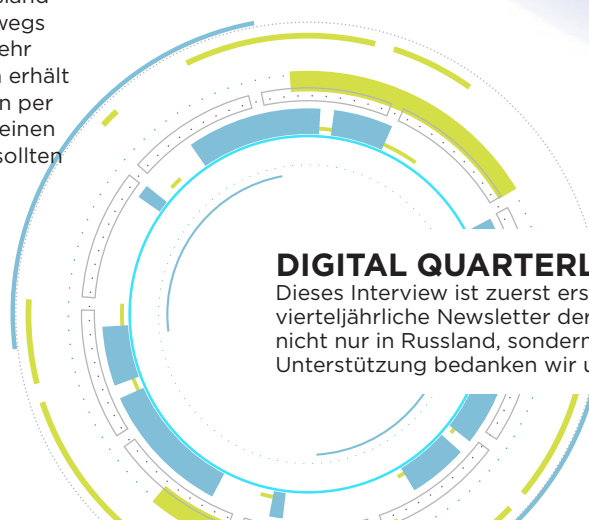 wegs
ehr
erhält
n per
einen
sollten
DIGITAL QUARTERL
Dieses Interview ist zuerst ers
vierteljährliche Newsletter der
nicht nur in Russland, sondern
Unterstützung bedanken wir u